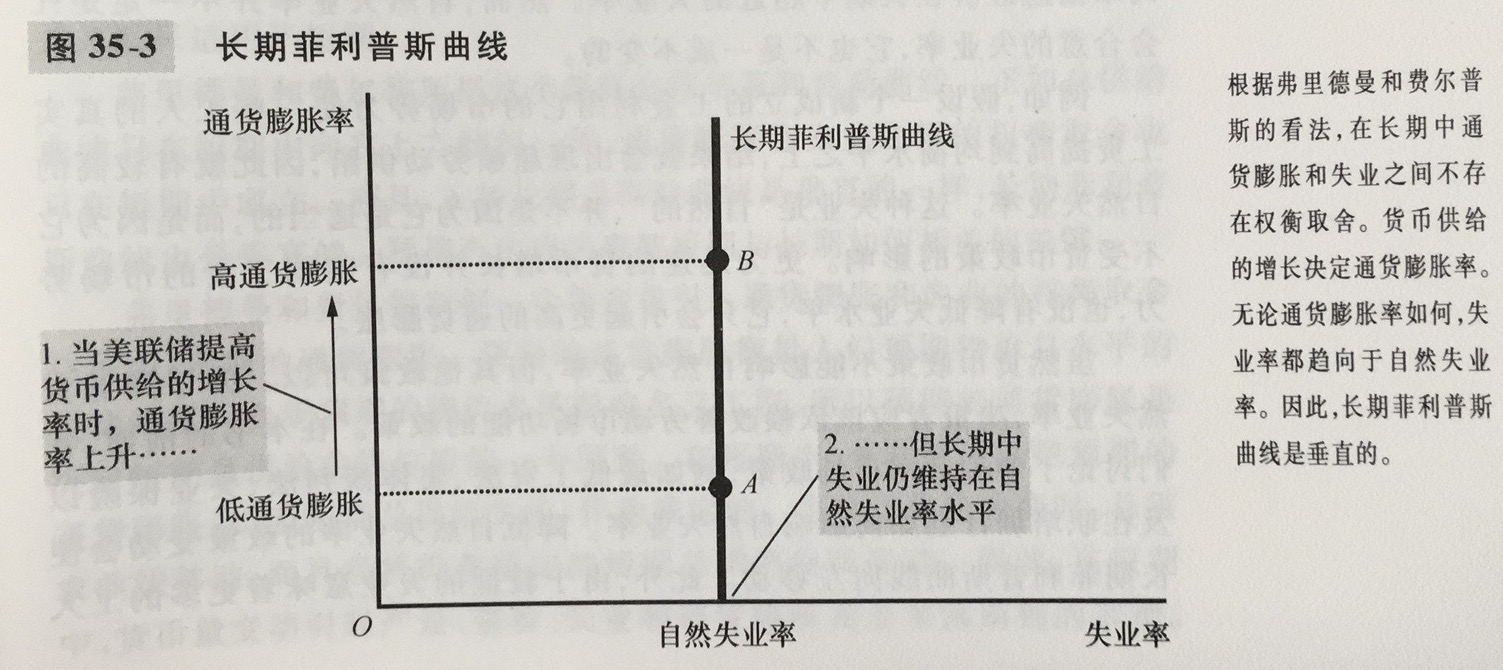 图 35-3 长期菲利普斯曲线
通货膨胀率
长期菲利普斯曲线
B
高通货膨胀
1. 当美联储提高
货币供给的增长
率时，通货膨胀
率上升……
A
低通货膨胀
2. ……但长期中
失业仍维持在自
然失业率水平
O
自然失业率
失业率
根据弗里德曼和费尔普
斯的看法，在长期中通
货膨胀和失业之间不存
在权衡取舍。货币供给
的增长决定通货膨胀率。
无论通货膨胀率如何，失
业率都趋向于自然失业
率。因此，长期菲利普斯
曲线是垂直的。